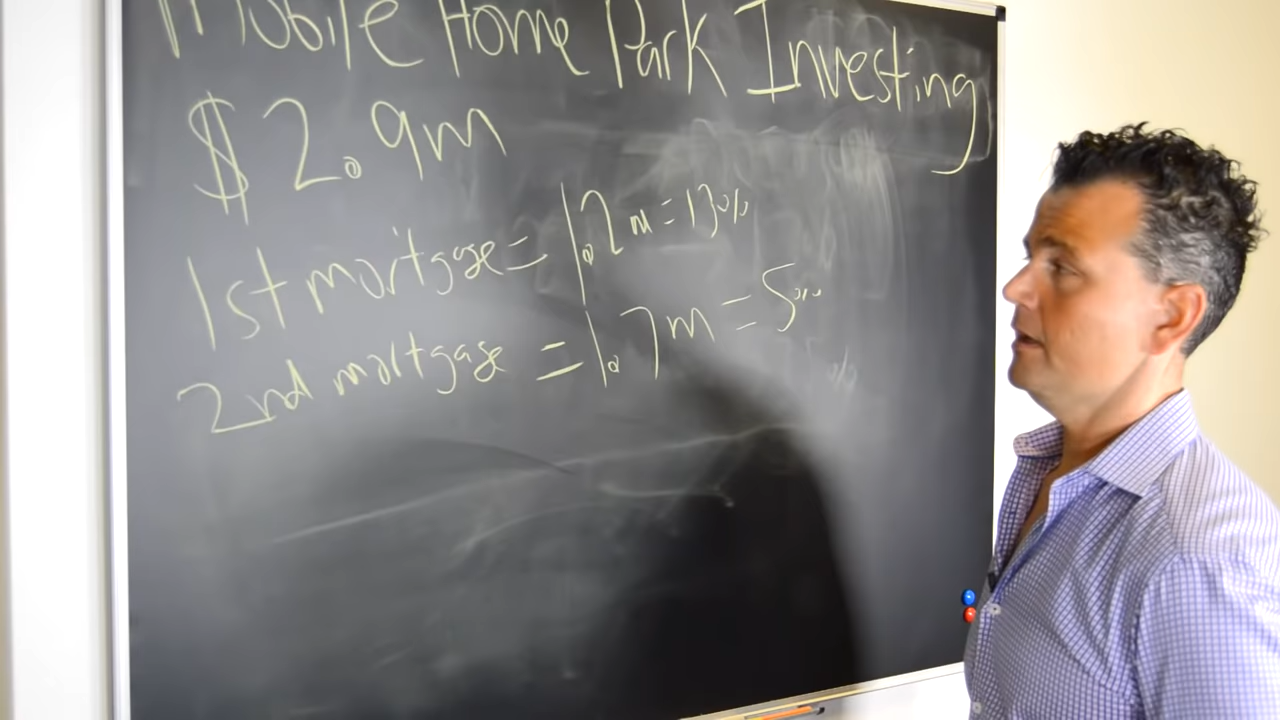 Mobile Home Park Investing
$2.9m
1st mortgage = 1.2m = 13%
2nd mortgage = 1.7m = 5%
%